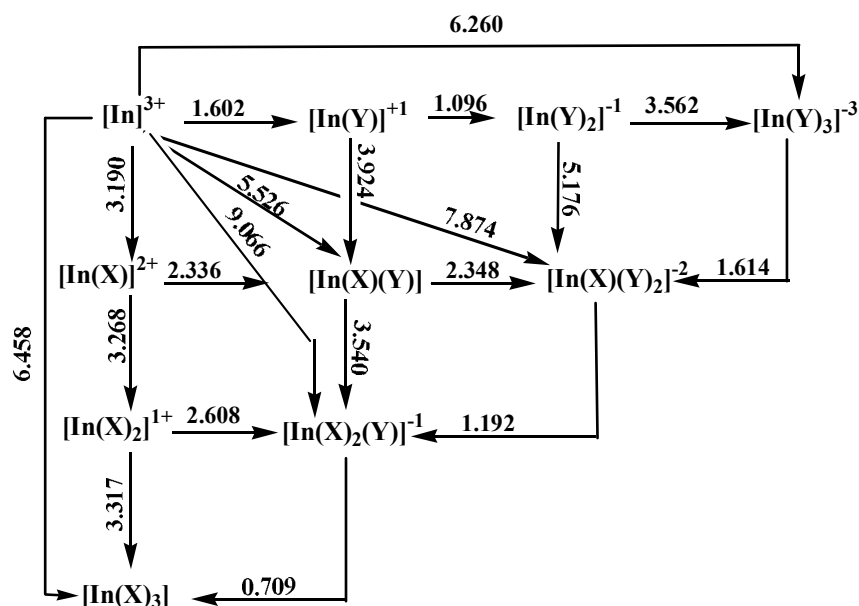 6.260
[In]³⁺ 1.602 [In(Y)]⁺¹ 1.096 [In(Y)₂]⁻¹ 3.562 [In(Y)₃]⁻³
3.190 5.526 9.066 3.924 7.874 5.176
[In(X)]²⁺ 2.336 [In(X)(Y)] 2.348 [In(X)(Y)₂]⁻² 1.614
6.458 3.268 3.540
[In(X)₂]¹⁺ 2.608 [In(X)₂(Y)]⁻¹ 1.192
3.317
[In(X)₃] 0.709